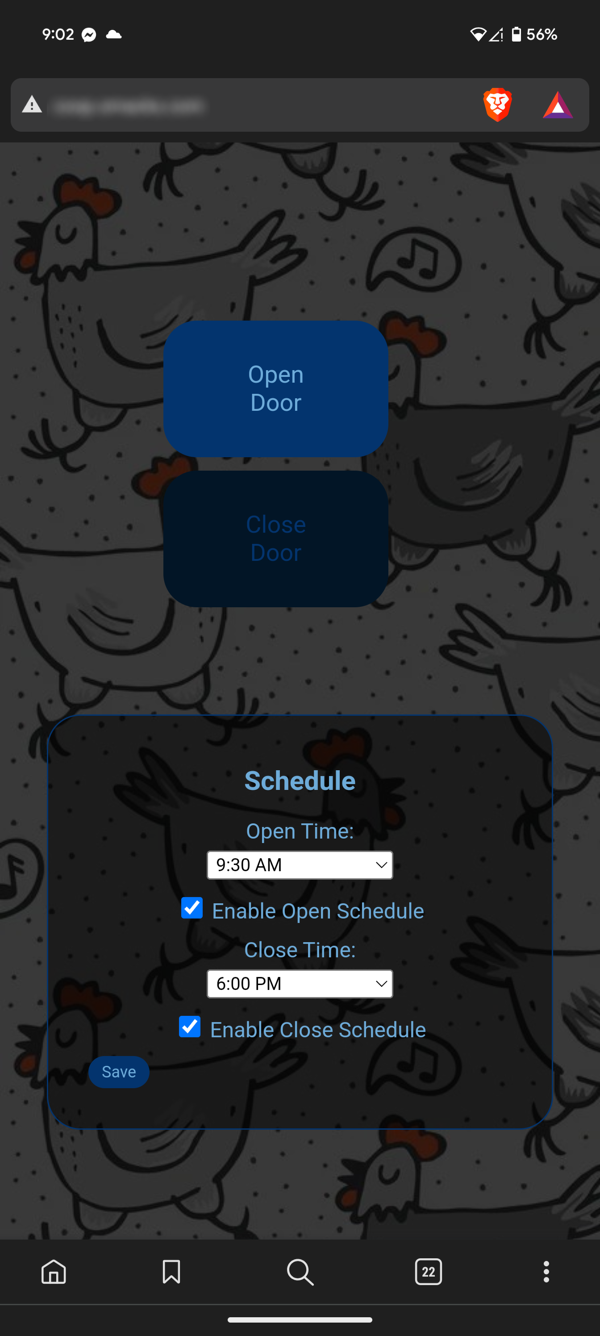 9:02
56%
Open
Door
Close
Door
Schedule
Open Time:
9:30 AM
Enable Open Schedule
Close Time:
6:00 PM
Enable Close Schedule
Save
22